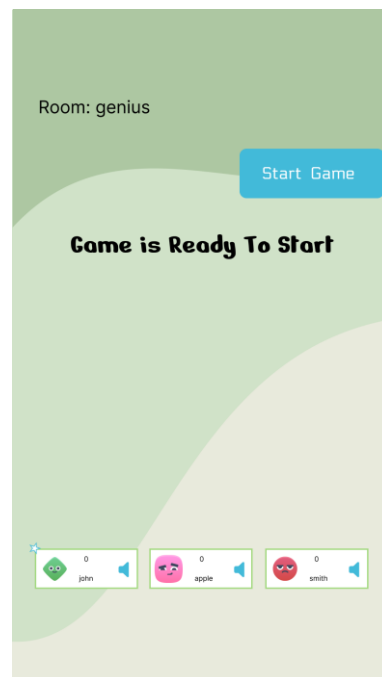 Room: genius
Start Game
Game is Ready To Start
0
john
0
apple
0
smith